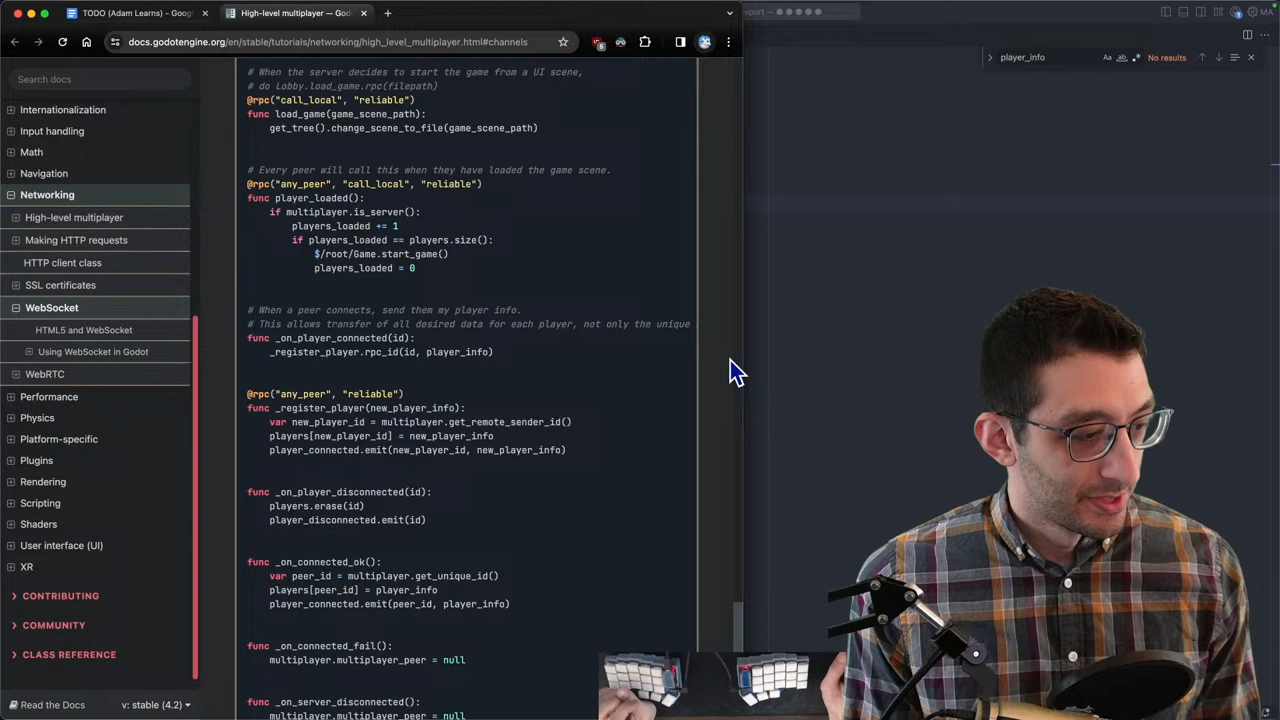 TODO (Adam Learns) - Goog
High-level multiplayer — God
export — ●●●●●
MA
docs.godotengine.org/en/stable/tutorials/networking/high_level_multiplayer.html#channels
player_info
Aa
ab
No results
Search docs
Internationalization
Input handling
Math
Navigation
Networking
High-level multiplayer
Making HTTP requests
HTTP client class
SSL certificates
WebSocket
HTML5 and WebSocket
Using WebSocket in Godot
WebRTC
Performance
Physics
Platform-specific
Plugins
Rendering
Scripting
Shaders
User interface (UI)
XR
CONTRIBUTING
COMMUNITY
CLASS REFERENCE
Read the Docs
v: stable (4.2)
# When the server decides to start the game from a UI scene,
# do Lobby.load_game.rpc(filepath)
@rpc("call_local", "reliable")
func load_game(game_scene_path):
get_tree().change_scene_to_file(game_scene_path)
# Every peer will call this when they have loaded the game scene.
@rpc("any_peer", "call_local", "reliable")
func player_loaded():
if multiplayer.is_server():
players_loaded += 1
if players_loaded == players.size():
$/root/Game.start_game()
players_loaded = 0
# When a peer connects, send them my player info.
# This allows transfer of all desired data for each player, not only the unique
func _on_player_connected(id):
_register_player.rpc_id(id, player_info)
@rpc("any_peer", "reliable")
func _register_player(new_player_info):
var new_player_id = multiplayer.get_remote_sender_id()
players[new_player_id] = new_player_info
player_connected.emit(new_player_id, new_player_info)
func _on_player_disconnected(id):
players.erase(id)
player_disconnected.emit(id)
func _on_connected_ok():
var peer_id = multiplayer.get_unique_id()
players[peer_id] = player_info
player_connected.emit(peer_id, player_info)
func _on_connected_fail():
multiplayer.multiplayer_peer = null
func _on_server_disconnected():
multiplayer.multiplayer_peer = null